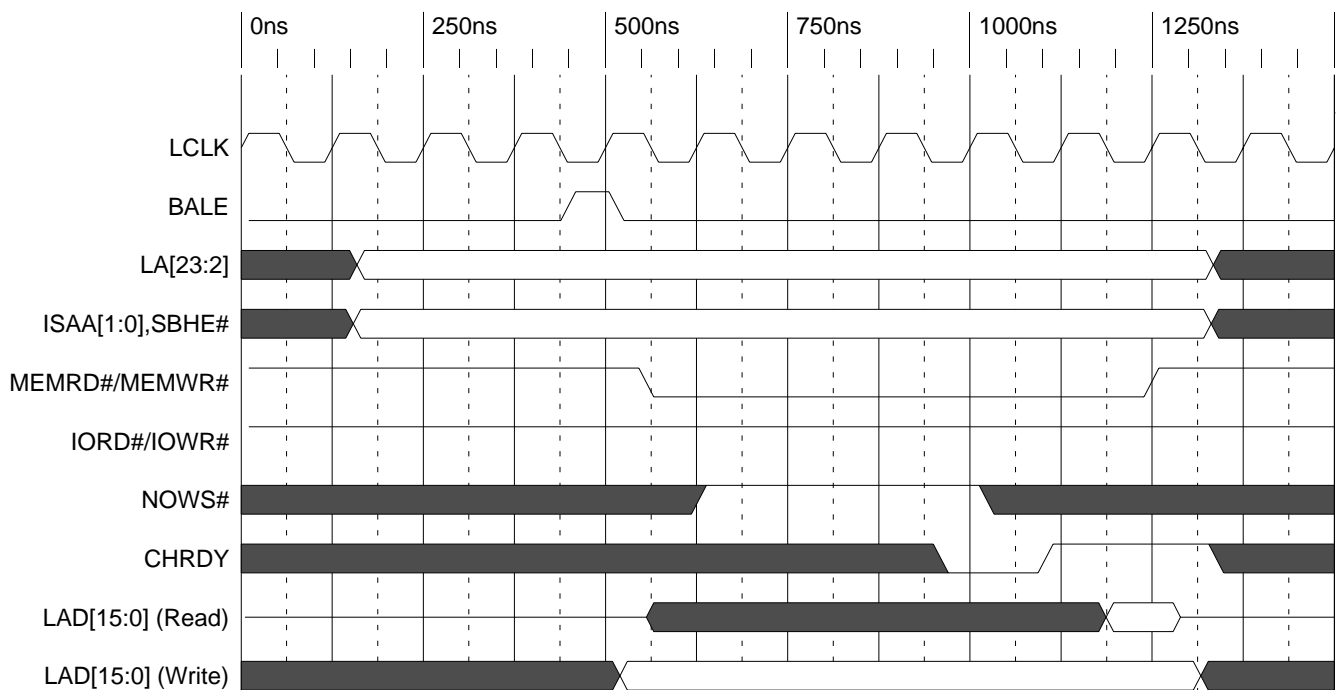 0ns 250ns 500ns 750ns 1000ns 1250ns
LCLK
BALE
LA[23:2]
ISAA[1:0],SBHE#
MEMRD#/MEMWR#
IORD#/IOWR#
NOWS#
CHRDY
LAD[15:0] (Read)
LAD[15:0] (Write)